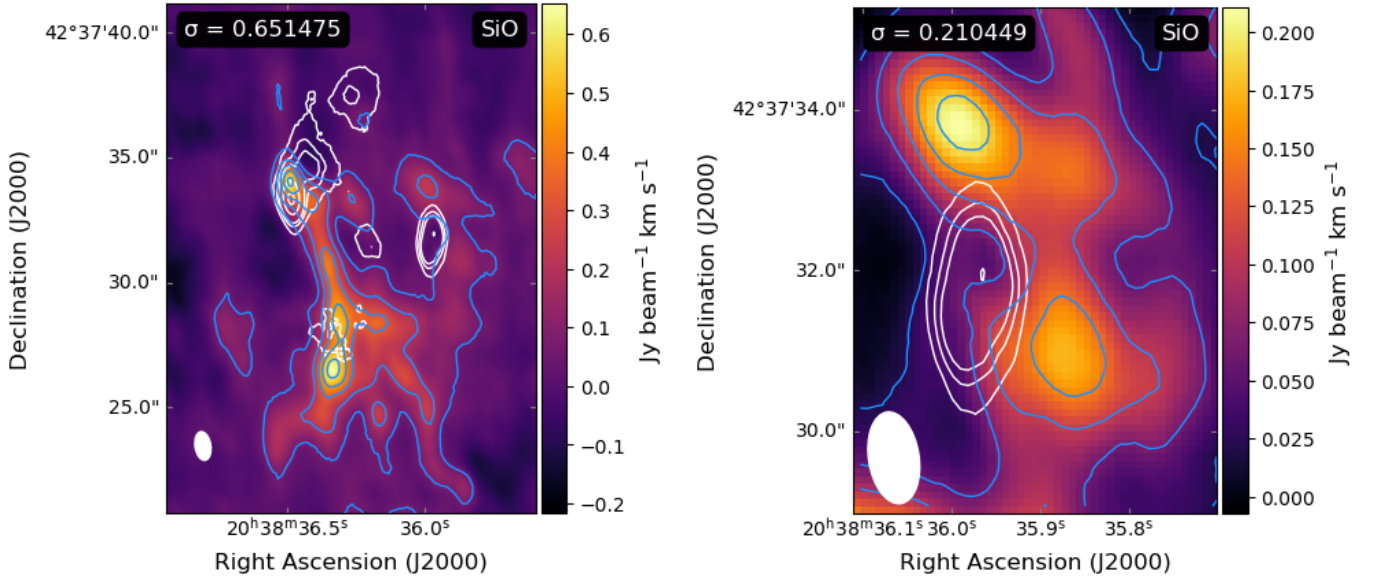 σ = 0.651475
SiO
42°37'40.0"
35.0"
30.0"
25.0"
20ʰ38ᵐ36.5ˢ
36.0ˢ
Right Ascension (J2000)
Declination (J2000)
0.6
0.5
0.4
0.3
0.2
0.1
0.0
−0.1
−0.2
Jy beam⁻¹ km s⁻¹
σ = 0.210449
SiO
42°37'34.0"
32.0"
30.0"
20ʰ38ᵐ36.1ˢ
36.0ˢ
35.9ˢ
35.8ˢ
Right Ascension (J2000)
Declination (J2000)
0.200
0.175
0.150
0.125
0.100
0.075
0.050
0.025
0.000
Jy beam⁻¹ km s⁻¹